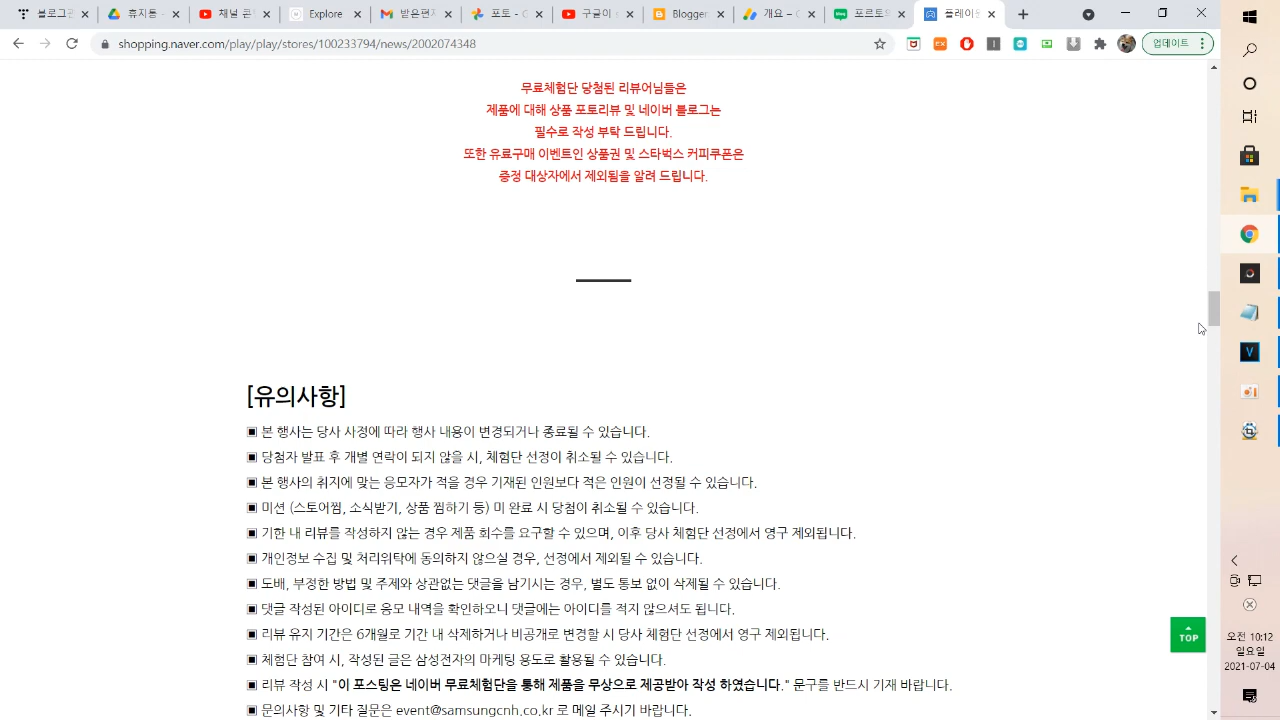 블로그
휴지통 -
채널 콘
Explore
받은편지
포토 - G
구글이
Blogger
개요 - G
포르토
플레이
shopping.naver.com/play/play/stores/100233793/news/2002074348
업데이트
무료체험단 당첨된 리뷰어님들은
제품에 대해 상품 포토리뷰 및 네이버 블로그는
필수로 작성 부탁 드립니다.
또한 유료구매 이벤트인 상품권 및 스타벅스 커피쿠폰은
증정 대상자에서 제외됨을 알려 드립니다.
[유의사항]
▣ 본 행사는 당사 사정에 따라 행사 내용이 변경되거나 종료될 수 있습니다.
▣ 당첨자 발표 후 개별 연락이 되지 않을 시, 체험단 선정이 취소될 수 있습니다.
▣ 본 행사의 취지에 맞는 응모자가 적을 경우 기재된 인원보다 적은 인원이 선정될 수 있습니다.
▣ 미션 (스토어찜, 소식받기, 상품 찜하기 등) 미 완료 시 당첨이 취소될 수 있습니다.
▣ 기한 내 리뷰를 작성하지 않는 경우 제품 회수를 요구할 수 있으며, 이후 당사 체험단 선정에서 영구 제외됩니다.
▣ 개인정보 수집 및 처리위탁에 동의하지 않으실 경우, 선정에서 제외될 수 있습니다.
▣ 도배, 부정한 방법 및 주제와 상관없는 댓글을 남기시는 경우, 별도 통보 없이 삭제될 수 있습니다.
▣ 댓글 작성된 아이디로 응모 내역을 확인하오니 댓글에는 아이디를 적지 않으셔도 됩니다.
▣ 리뷰 유지 기간은 6개월로 기간 내 삭제하거나 비공개로 변경할 시 당사 체험단 선정에서 영구 제외됩니다.
▣ 체험단 참여 시, 작성된 글은 삼성전자의 마케팅 용도로 활용될 수 있습니다.
▣ 리뷰 작성 시 "이 포스팅은 네이버 무료체험단을 통해 제품을 무상으로 제공받아 작성 하였습니다." 문구를 반드시 기재 바랍니다.
▣ 문의사항 및 기타 질문은 event@samsungcnh.co.kr 로 메일 주시기 바랍니다.
TOP
오전 10:12
일요일
2021-07-04